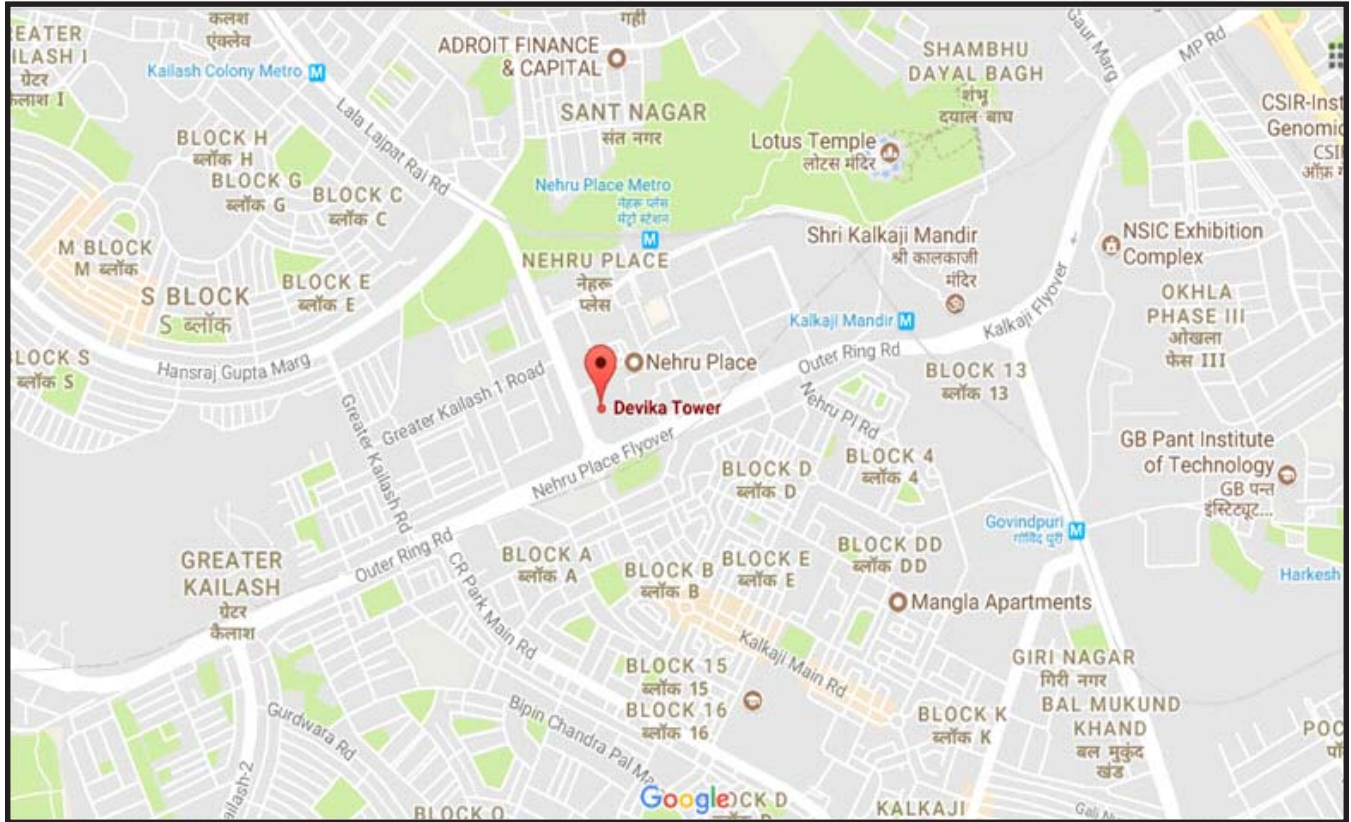 कलश
एंक्लेव
गढ़ी
EATER
ILASH I
ग्रेटर
कैलाश I
Kailash Colony Metro
ADROIT FINANCE
& CAPITAL
SHAMBHU
DAYAL BAGH
शंभू
दयाल बाघ
Gaur Marg
MP Rd
CSIR-Inst
Genomic
CSI
ऑफ़
Lala Lajpat Rai Rd
SANT NAGAR
संत नगर
BLOCK H
ब्लॉक H
BLOCK G
ब्लॉक G
BLOCK C
ब्लॉक C
Lotus Temple
लोटस मंदिर
Nehru Place Metro
नेहरू प्लेस
मेट्रो स्टेशन
M BLOCK
M ब्लॉक
S BLOCK
S ब्लॉक
BLOCK E
ब्लॉक E
NEHRU PLACE
नेहरू
प्लेस
Shri Kalkaji Mandir
श्री कालकाजी
मंदिर
NSIC Exhibition
Complex
OKHLA
PHASE III
ओखला
फेस III
Kalkaji Mandir
Kalkaji Flyover
LOCK S
ब्लॉक S
Hansraj Gupta Marg
Greater Kailash 1 Road
Nehru Place
Outer Ring Rd
BLOCK 13
ब्लॉक 13
Devika Tower
Nehru Pl Rd
Greater Kailash Rd
Nehru Place Flyover
BLOCK D
ब्लॉक D
BLOCK 4
ब्लॉक 4
GB Pant Institute
of Technology
GB पन्त
इंस्टिट्यूट...
Govindpuri
गोविंद पुरी
GREATER
KAILASH
ग्रेटर
कैलाश
Outer Ring Rd
BLOCK A
ब्लॉक A
BLOCK B
ब्लॉक B
BLOCK E
ब्लॉक E
BLOCK DD
ब्लॉक DD
Harkesh
Mangla Apartments
CR Park Main Rd
Kalkaji Main Rd
BLOCK 15
ब्लॉक 15
BLOCK 16
ब्लॉक 16
GIRI NAGAR
गिरी नगर
BAL MUKUND
KHAND
बल मुकुंद
खंड
BLOCK K
ब्लॉक K
Gurdwara Rd
Bipin Chandra Pal Ma
POC
ailash-2
Google
OCK D
BLOCK O
KALKAJI